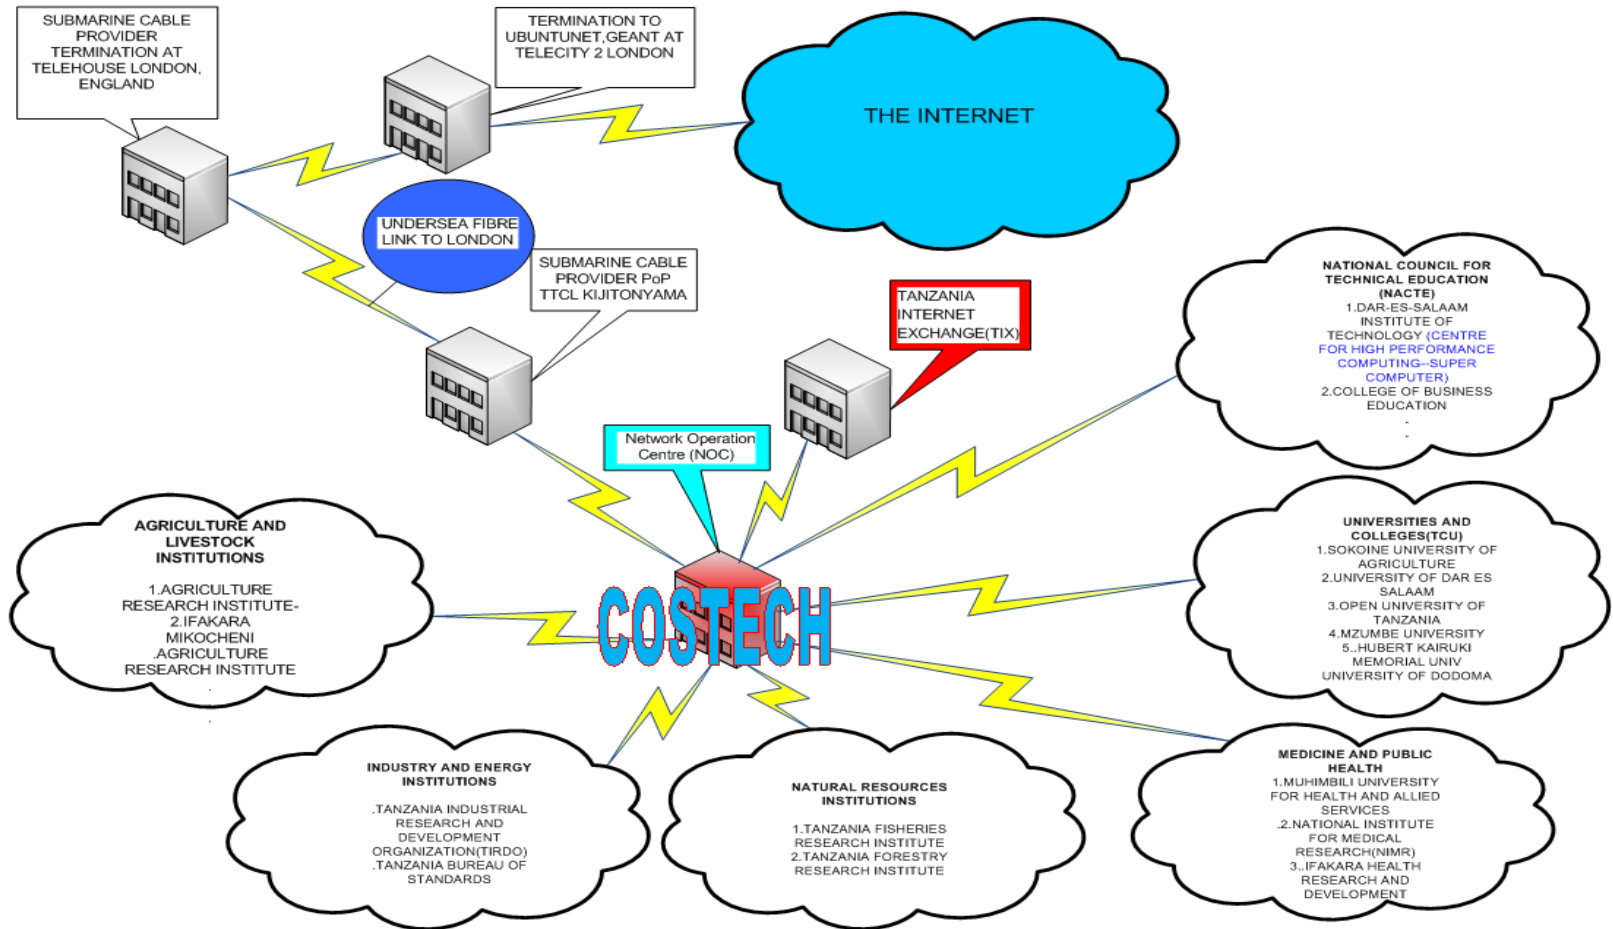 SUBMARINE CABLE
PROVIDER
TERMINATION AT
TELEHOUSE LONDON,
ENGLAND
TERMINATION TO
UBUNTUNET,GEANT AT
TELECITY 2 LONDON
THE INTERNET
UNDERSEA FIBRE
LINK TO LONDON
SUBMARINE CABLE
PROVIDER PoP
TTCL KIJITONYAMA
TANZANIA
INTERNET
EXCHANGE(TIX)
Network Operation
Centre (NOC)
COSTECH
NATIONAL COUNCIL FOR
TECHNICAL EDUCATION
(NACTE)
1.DAR-ES-SALAAM
INSTITUTE OF
TECHNOLOGY (CENTRE
FOR HIGH PERFORMANCE
COMPUTING--SUPER
COMPUTER)
2.COLLEGE OF BUSINESS
EDUCATION
.
.
AGRICULTURE AND
LIVESTOCK
INSTITUTIONS
1.AGRICULTURE
RESEARCH INSTITUTE-
2.IFAKARA
MIKOCHENI
.AGRICULTURE
RESEARCH INSTITUTE
.
.
UNIVERSITIES AND
COLLEGES(TCU)
1.SOKOINE UNIVERSITY OF
AGRICULTURE
2.UNIVERSITY OF DAR ES
SALAAM
3.OPEN UNIVERSITY OF
TANZANIA
4.MZUMBE UNIVERSITY
5..HUBERT KAIRUKI
MEMORIAL UNIV
UNIVERSITY OF DODOMA
INDUSTRY AND ENERGY
INSTITUTIONS
.TANZANIA INDUSTRIAL
RESEARCH AND
DEVELOPMENT
ORGANIZATION(TIRDO)
.TANZANIA BUREAU OF
STANDARDS
NATURAL RESOURCES
INSTITUTIONS
1.TANZANIA FISHERIES
RESEARCH INSTITUTE
2.TANZANIA FORESTRY
RESEARCH INSTITUTE
MEDICINE AND PUBLIC
HEALTH
1.MUHIMBILI UNIVERSITY
FOR HEALTH AND ALLIED
SERVICES
.2.NATIONAL INSTITUTE
FOR MEDICAL
RESEARCH(NIMR)
3..IFAKARA HEALTH
RESEARCH AND
DEVELOPMENT